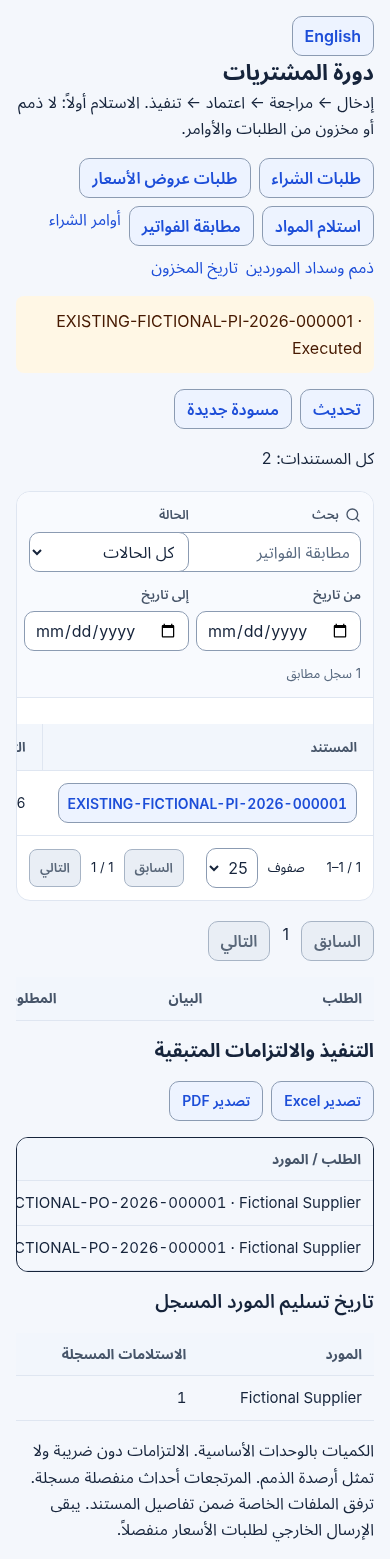 English
دورة المشتريات
إدخال ← مراجعة ← اعتماد ← تنفيذ. الاستلام أولاً: لا ذمم
أو مخزون من الطلبات والأوامر.
طلبات الشراء
طلبات عروض الأسعار
استلام المواد
مطابقة الفواتير
أوامر الشراء
ذمم وسداد الموردين
تاريخ المخزون
EXISTING-FICTIONAL-PI-2026-000001 ·
Executed
تحديث
مسودة جديدة
كل المستندات: 2
بحث
الحالة
مطابقة الفواتير
كل الحالات
من تاريخ
إلى تاريخ
mm/dd/yyyy
mm/dd/yyyy
1 سجل مطابق
المستند
EXISTING-FICTIONAL-PI-2026-000001
6
1–1 / 1
صفوف
25
السابق
1 / 1
التالي
السابق
1
التالي
الطلب
البيان
التنفيذ والالتزامات المتبقية
تصدير Excel
تصدير PDF
الطلب / المورد
CTIONAL-PO-2026-000001 · Fictional Supplier
CTIONAL-PO-2026-000001 · Fictional Supplier
تاريخ تسليم المورد المسجل
المورد
الاستلامات المسجلة
Fictional Supplier
1
الكميات بالوحدات الأساسية. الالتزامات دون ضريبة ولا
تمثل أرصدة الذمم. المرتجعات أحداث منفصلة مسجلة.
ترفق الملفات الخاصة ضمن تفاصيل المستند. يبقى
الإرسال الخارجي لطلبات الأسعار منفصلاً.